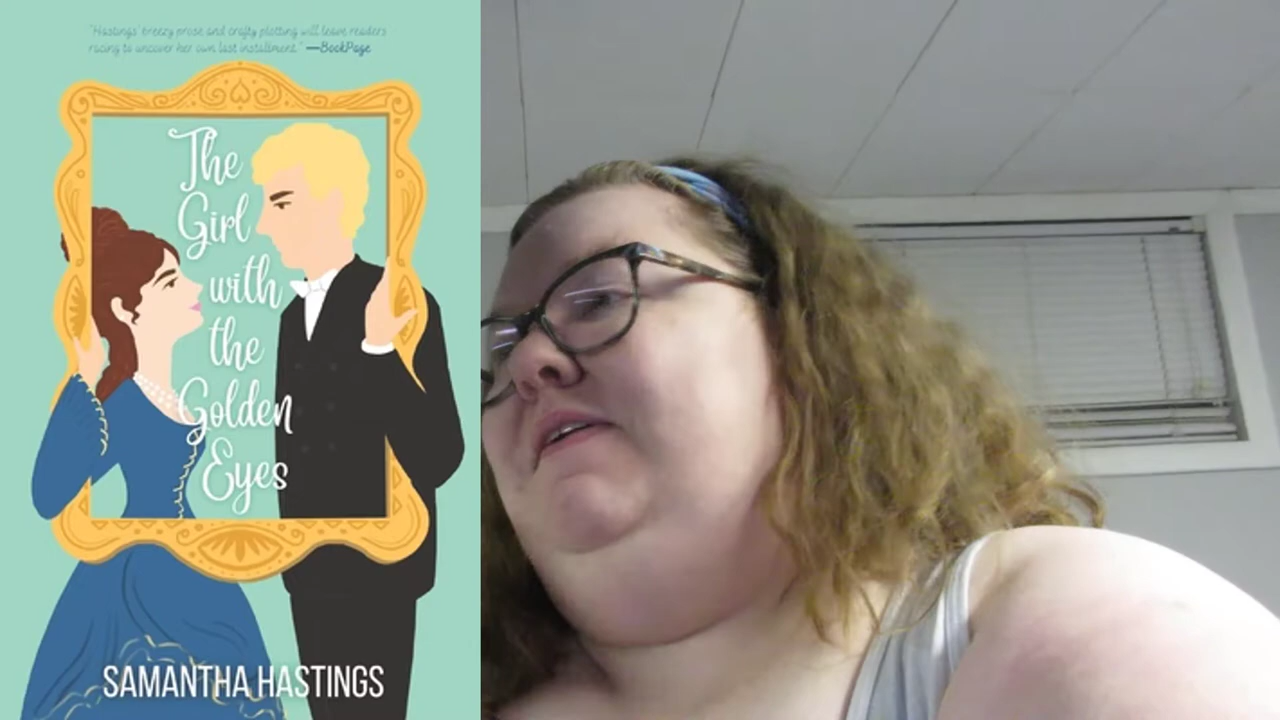 "Hastings' breezy prose and crafty plotting will leave readers
racing to uncover her own last installment." —BookPage
The
Girl
with
the
Golden
Eyes
SAMANTHA HASTINGS